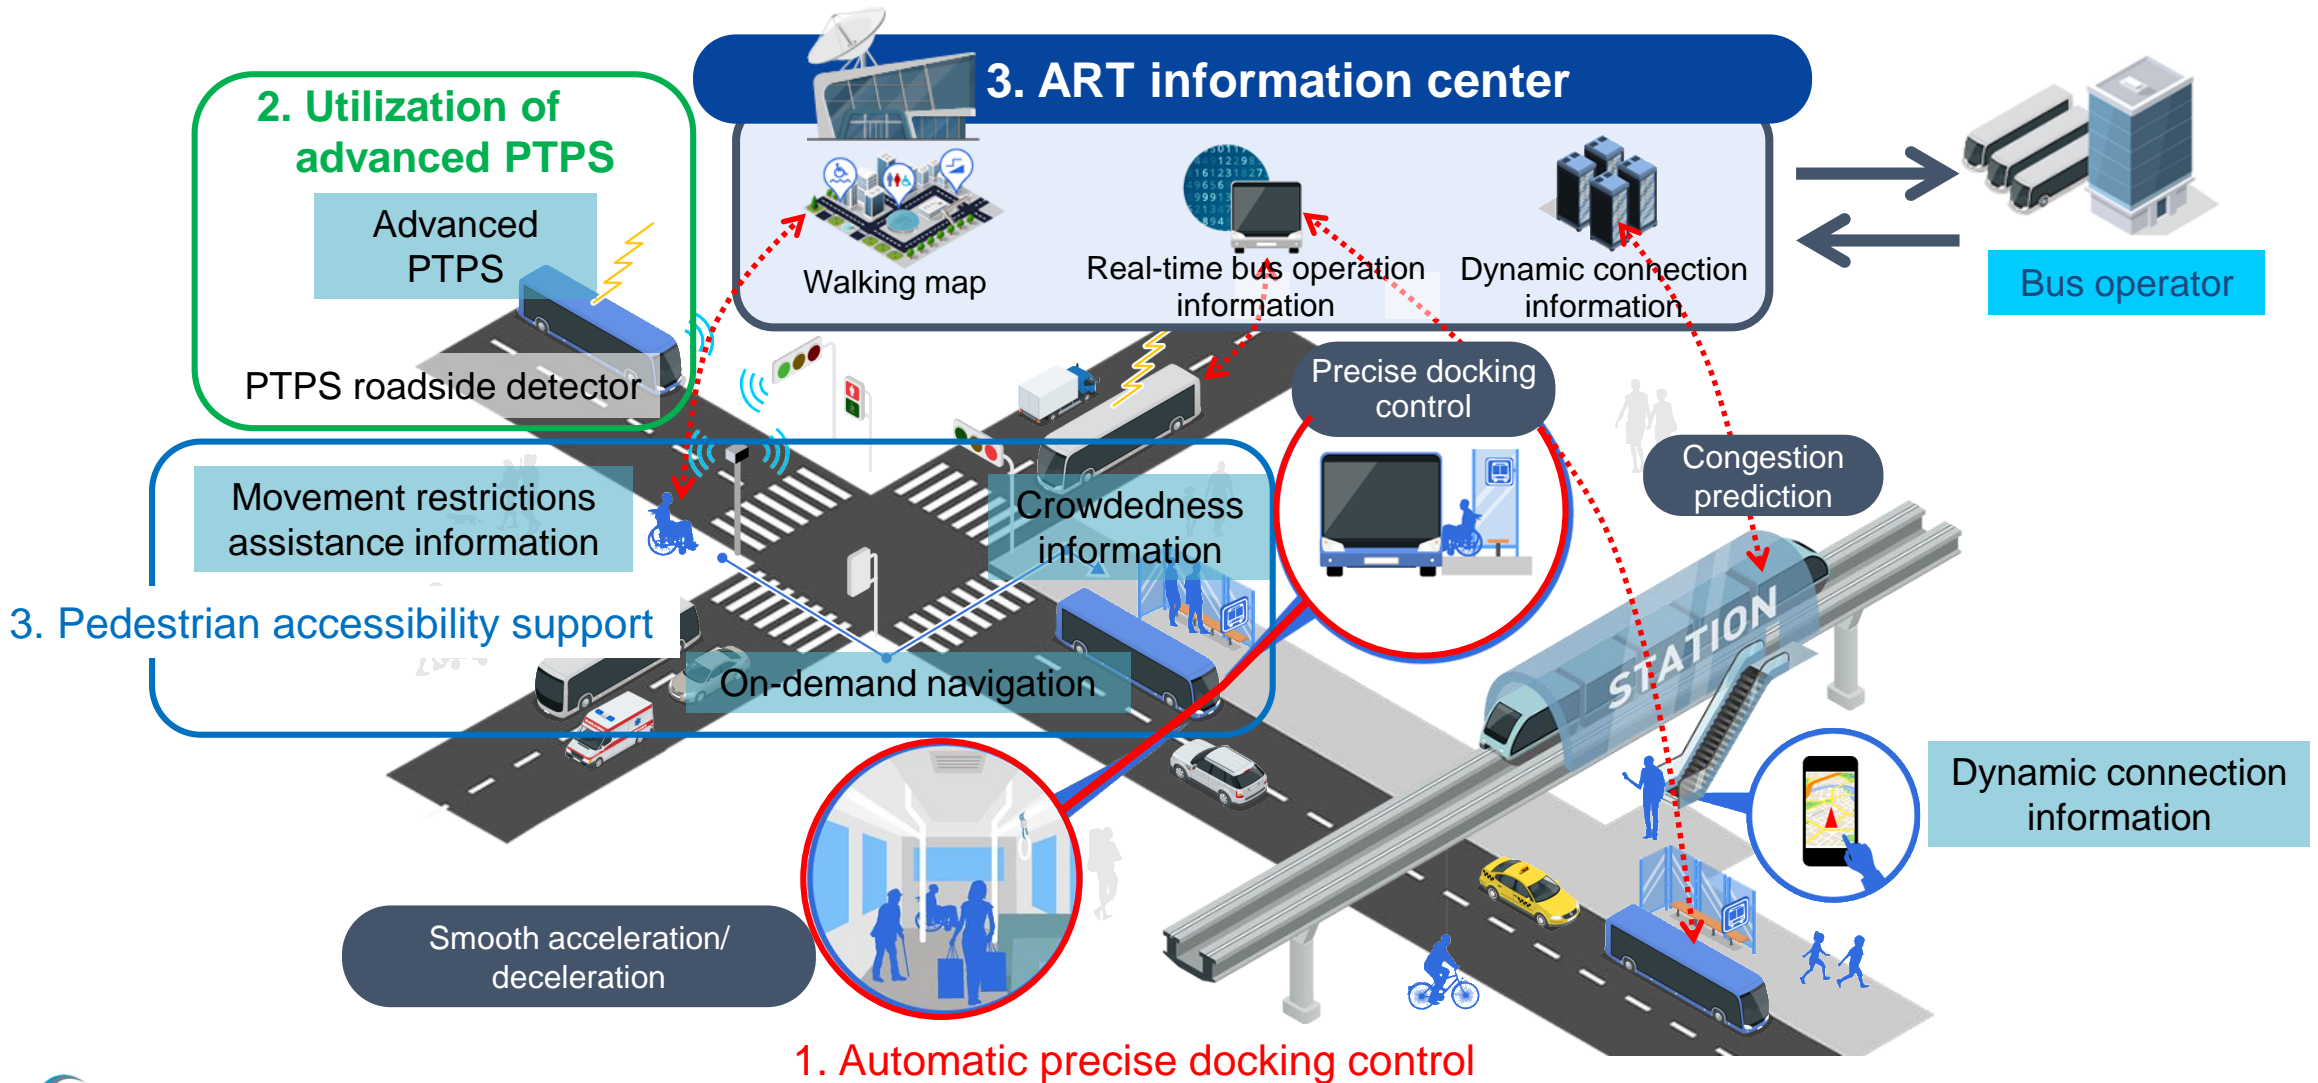 3. ART information center
2. Utilization of
advanced PTPS
Advanced
PTPS
PTPS roadside detector
Walking map
Real-time bus operation
information
Dynamic connection
information
Bus operator
Precise docking
control
Congestion
prediction
Movement restrictions
assistance information
Crowdedness
information
3. Pedestrian accessibility support
On-demand navigation
STATION
Dynamic connection
information
Smooth acceleration/
deceleration
1. Automatic precise docking control